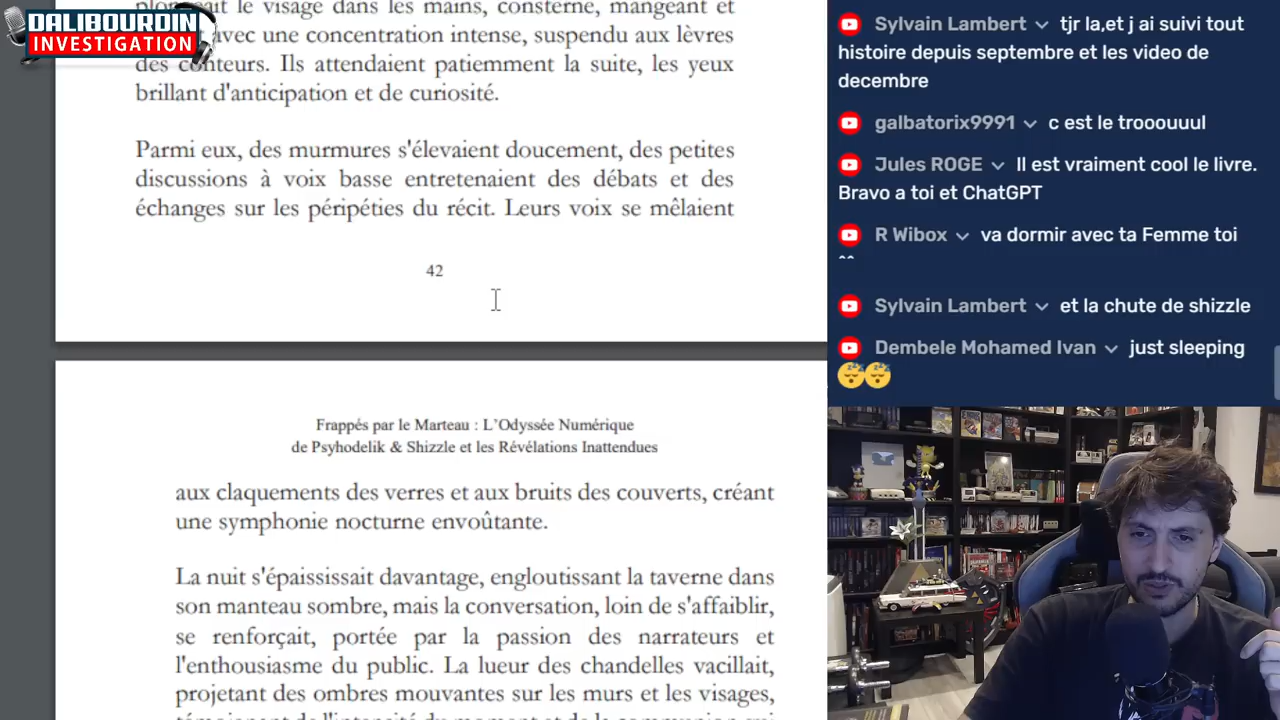 DALIBOURDIN
INVESTIGATION
le visage dans les mains, consterné, mangeant et
avec une concentration intense, suspendu aux lèvres
des conteurs. Ils attendaient patiemment la suite, les yeux
brillant d'anticipation et de curiosité.
Parmi eux, des murmures s'élevaient doucement, des petites
discussions à voix basse entretenaient des débats et des
échanges sur les péripéties du récit. Leurs voix se mêlaient
42
Frappés par le Marteau : L'Odyssée Numérique
de Psyhodelik & Shizzle et les Révélations Inattendues
aux claquements des verres et aux bruits des couverts, créant
une symphonie nocturne envoûtante.
La nuit s'épaississait davantage, engloutissant la taverne dans
son manteau sombre, mais la conversation, loin de s'affaiblir,
se renforçait, portée par la passion des narrateurs et
l'enthousiasme du public. La lueur des chandelles vacillait,
projetant des ombres mouvantes sur les murs et les visages,
Sylvain Lambert tjr la,et j ai suivi tout
histoire depuis septembre et les video de
decembre
galbatorix9991 c est le trooouuul
Jules ROGE Il est vraiment cool le livre.
Bravo a toi et ChatGPT
R Wibox va dormir avec ta Femme toi
^^
Sylvain Lambert et la chute de shizzle
Dembele Mohamed Ivan just sleeping